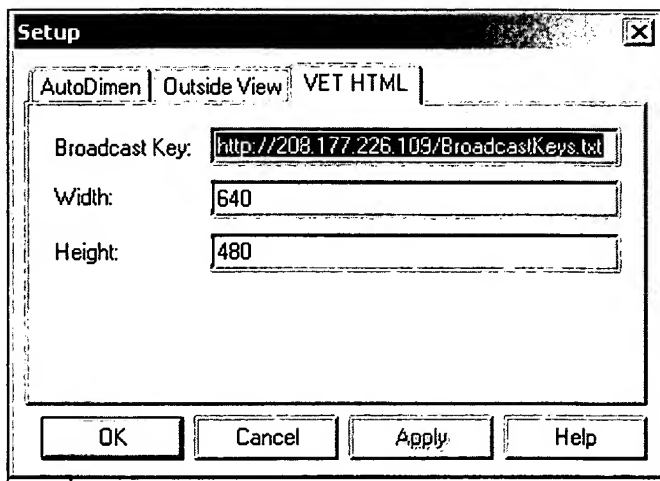 Setup
AutoDimen Outside View VET HTML
Broadcast Key: http://208.177.226.109/BroadcastKeys.txt
Width: 640
Height: 480
OK Cancel Apply Help